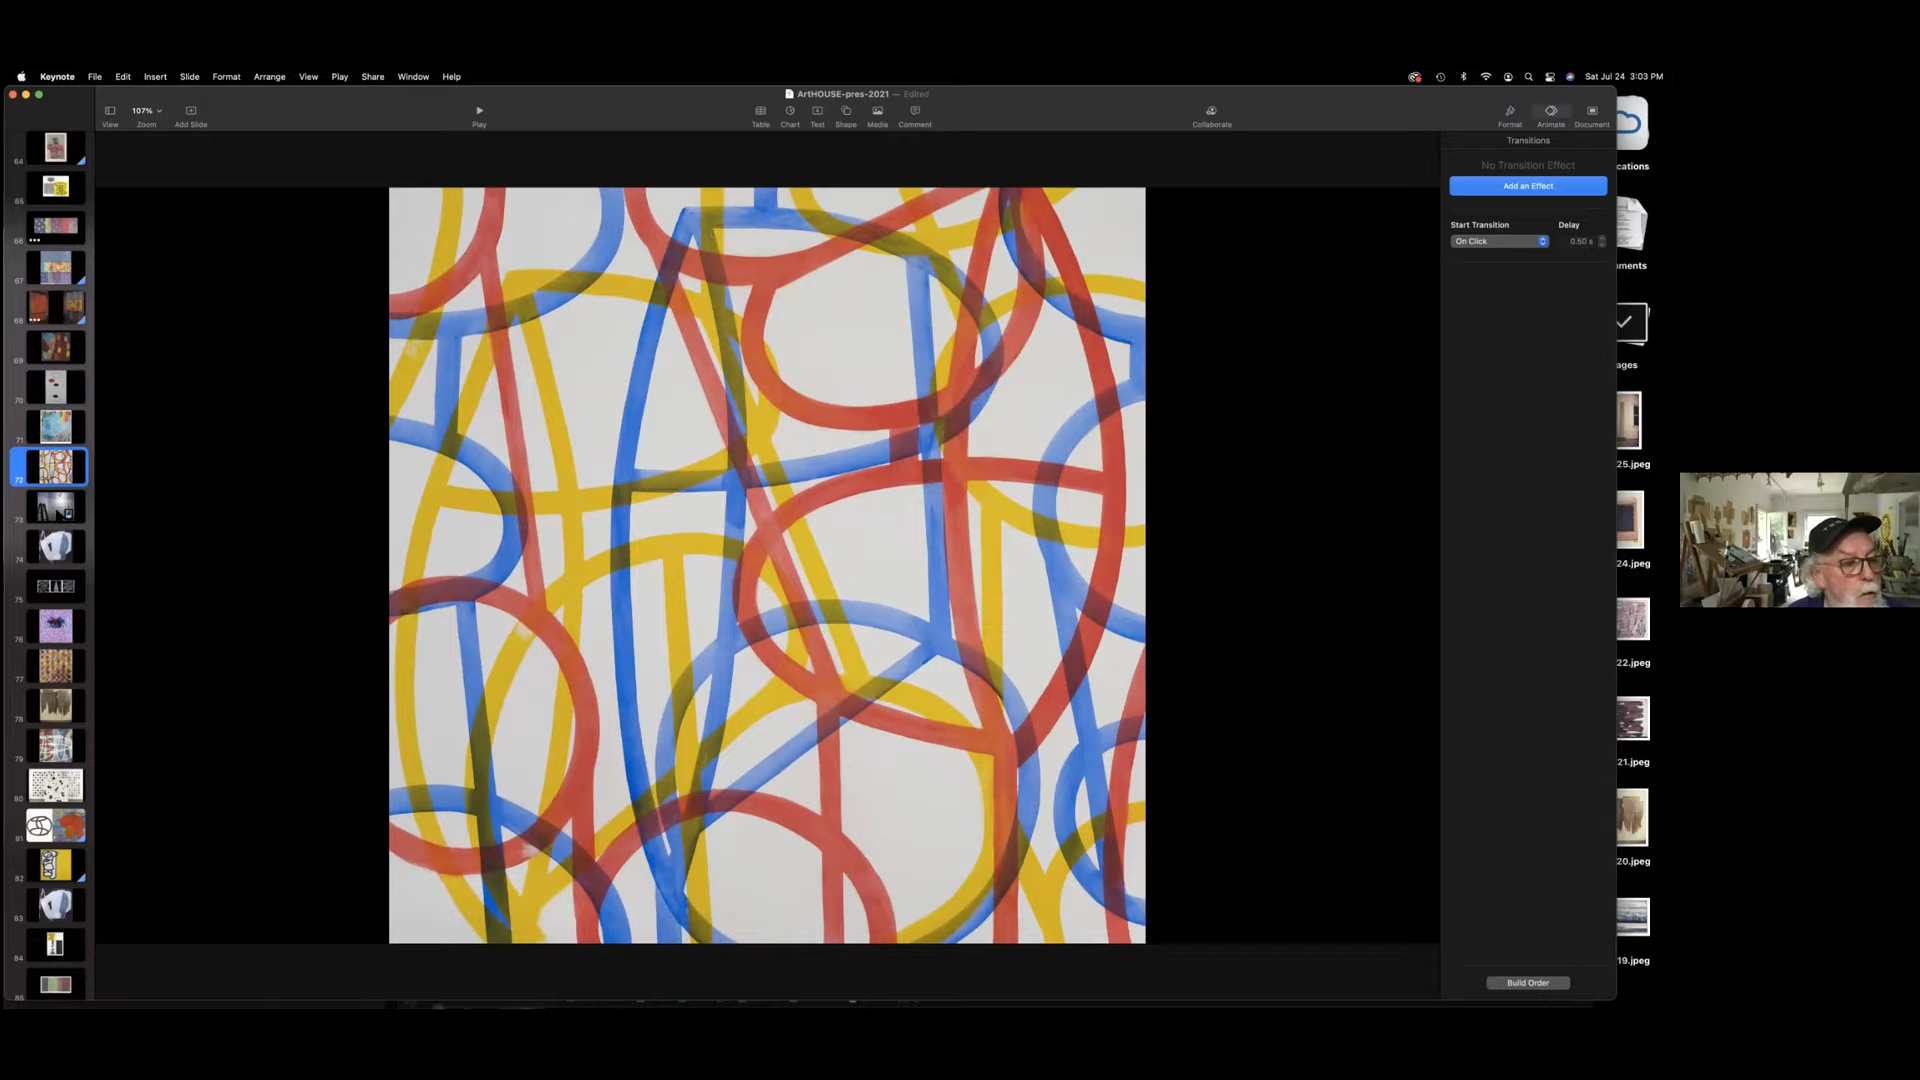 Keynote File Edit Insert Slide Format Arrange View Play Share Window Help
Sat Jul 24 3:03 PM
ArtHOUSE-pres-2021 — Edited
107%
View Zoom Add Slide
Play
Table Chart Text Shape Media Comment
Collaborate
Format Animate Document
Transitions
No Transition Effect
Add an Effect
Start Transition Delay
On Click 0.50 s
Build Order
64
65
66
67
68
69
70
71
72
73
74
75
76
77
78
79
80
81
82
83
84
85
cations
uments
ages
25.jpeg
24.jpeg
22.jpeg
21.jpeg
20.jpeg
19.jpeg